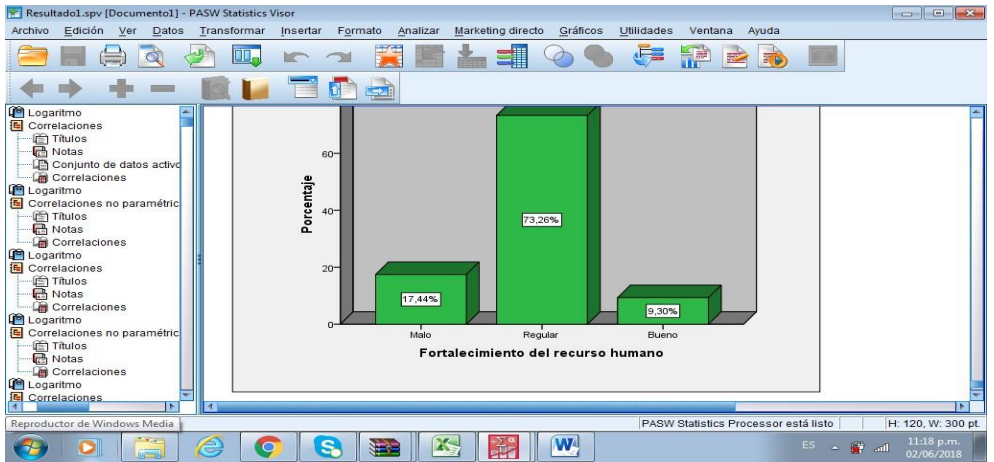 Resultado1.spv [Documento1] - PASW Statistics Visor
Archivo Edición Ver Datos Transformar Insertar Formato Analizar Marketing directo Gráficos Utilidades Ventana Ayuda
Logaritmo
Correlaciones
Títulos
Notas
Conjunto de datos activo
Correlaciones
Logaritmo
Correlaciones no paramétric
Títulos
Notas
Correlaciones
Logaritmo
Correlaciones
Títulos
Notas
Correlaciones
Logaritmo
Correlaciones no paramétric
Títulos
Notas
Correlaciones
Logaritmo
Correlaciones
Porcentaje
60
40
20
0
17,44%
73,26%
9,30%
Malo Regular Bueno
Fortalecimiento del recurso humano
Reproductor de Windows Media
PASW Statistics Processor está listo
H: 120, W: 300 pt.
ES
11:18 p.m.
02/06/2018